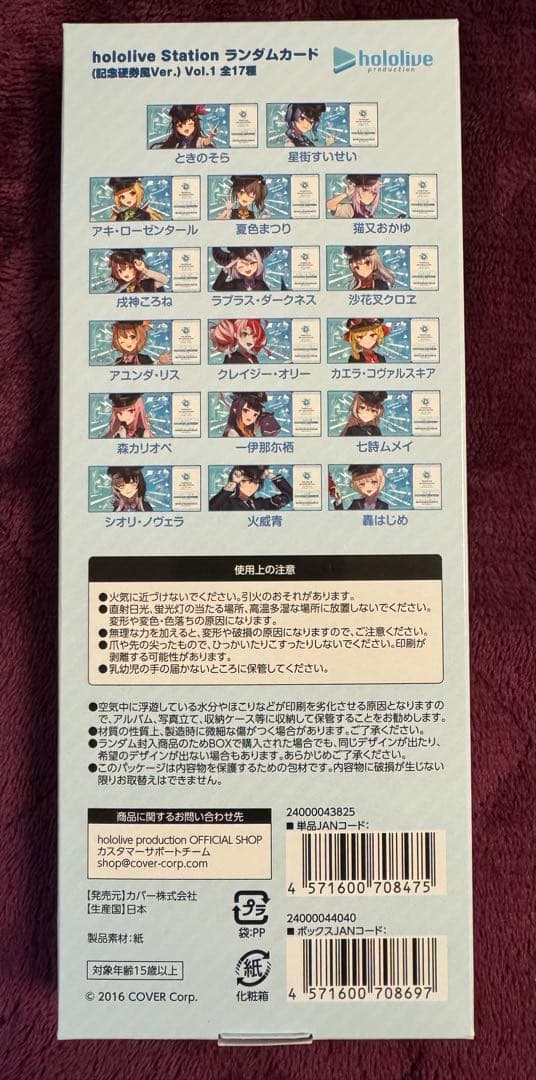 hololive Station ランダムカード
(記念硬券風Ver.) Vol.1 全17種
hololive
production
ときのそら
星街すいせい
アキ・ローゼンタール
夏色まつり
猫又おかゆ
戌神ころね
ラプラス・ダークネス
沙花叉クロヱ
アユンダ・リス
クレイジー・オリー
カエラ・コヴァルスキア
森カリオペ
一伊那尓栖
七詩ムメイ
シオリ・ノヴェラ
火威青
轟はじめ
使用上の注意
●火気に近づけないでください。引火のおそれがあります。
●直射日光、蛍光灯の当たる場所、高温多湿な場所に放置しないでください。
変形や変色・色落ちの原因になります。
●無理な力を加えると、変形や破損の原因になりますので、ご注意ください。
●爪や先の尖ったもので、ひっかいたりこすったりしないでください。印刷が
剥離する可能性があります。
●乳幼児の手の届かないところに保管してください。
●空気中に浮遊している水分やほこりなどが印刷を劣化させる原因となりますの
で、アルバム、写真立て、収納ケース等に収納して保管することをお勧めします。
●材質の性質上、製造時に微細な傷がつく場合があります。ご了承ください。
●ランダム封入商品のためBOXで購入された場合でも、同じデザインが出たり、
希望のデザインが出ない場合もあります。あらかじめご了承ください。
●このパッケージは内容物を保護するための包材です。内容物に破損が生じない
限りお取替えはできません。
商品に関するお問い合わせ先
hololive production OFFICIAL SHOP
カスタマーサポートチーム
shop@cover-corp.com
【発売元】カバー株式会社
【生産国】日本
製品素材：紙
対象年齢15歳以上
© 2016 COVER Corp.
プラ
袋：PP
紙
化粧箱
24000043825
■単品JANコード：
4 571600 708475
24000044040
■ボックスJANコード：
4 571600 708697